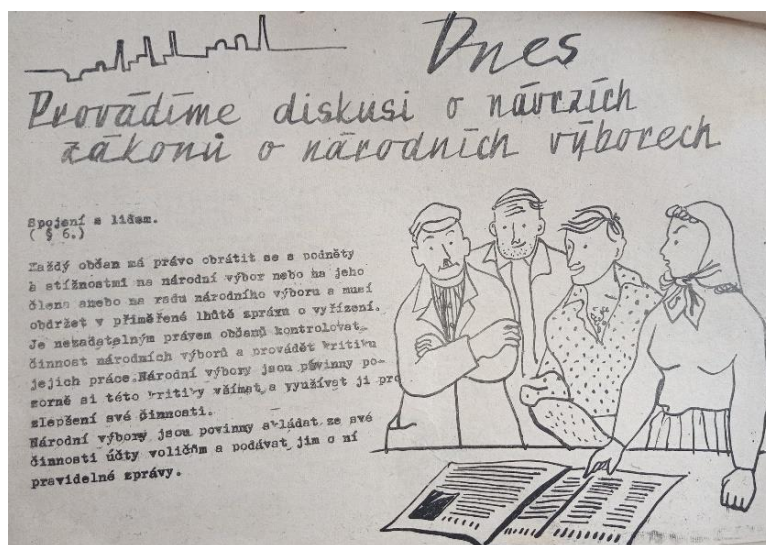 Dnes
Provádíme diskusi o návrzích
zákonů o národních výborech
Spojení s lidem.
( § 6.)
Každý občan má právo obrátit se s podněty
a stížnostmi na národní výbor nebo na jeho
člena anebo na radu národního výboru a musí
obdržet v přiměřené lhůtě zprávu o vyřízení.
Je nezadatelným právem občanů kontrolovat
činnost národních výborů a provádět kritiku
jejich práce.Národní výbory jsou povinny po-
zorně si této kritiky všímat a využívat jí pro
zlepšení své činnosti.
Národní výbory jsou povinny skládat ze své
činnosti účty voličům a podávat jim o ní
pravidelné zprávy.